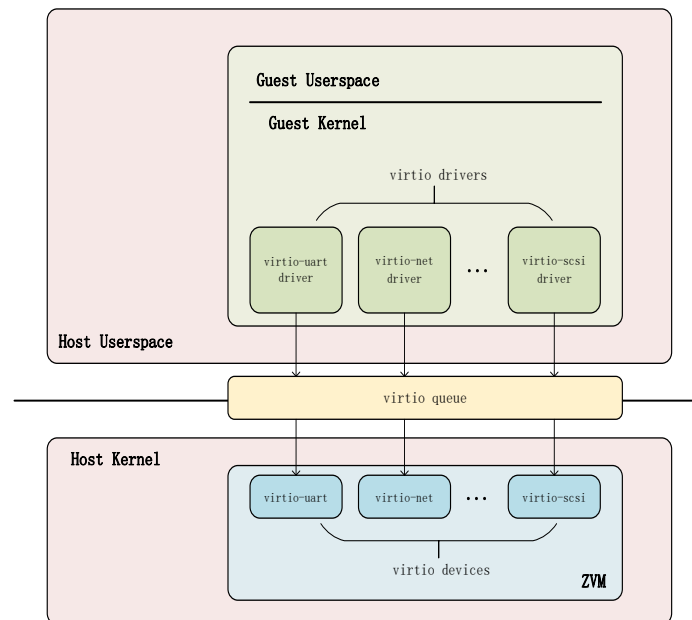 Guest Userspace
Guest Kernel
virtio drivers
virtio-uart
driver
virtio-net
driver
...
virtio-scsi
driver
Host Userspace
virtio queue
Host Kernel
virtio-uart
virtio-net
...
virtio-scsi
virtio devices
ZVM